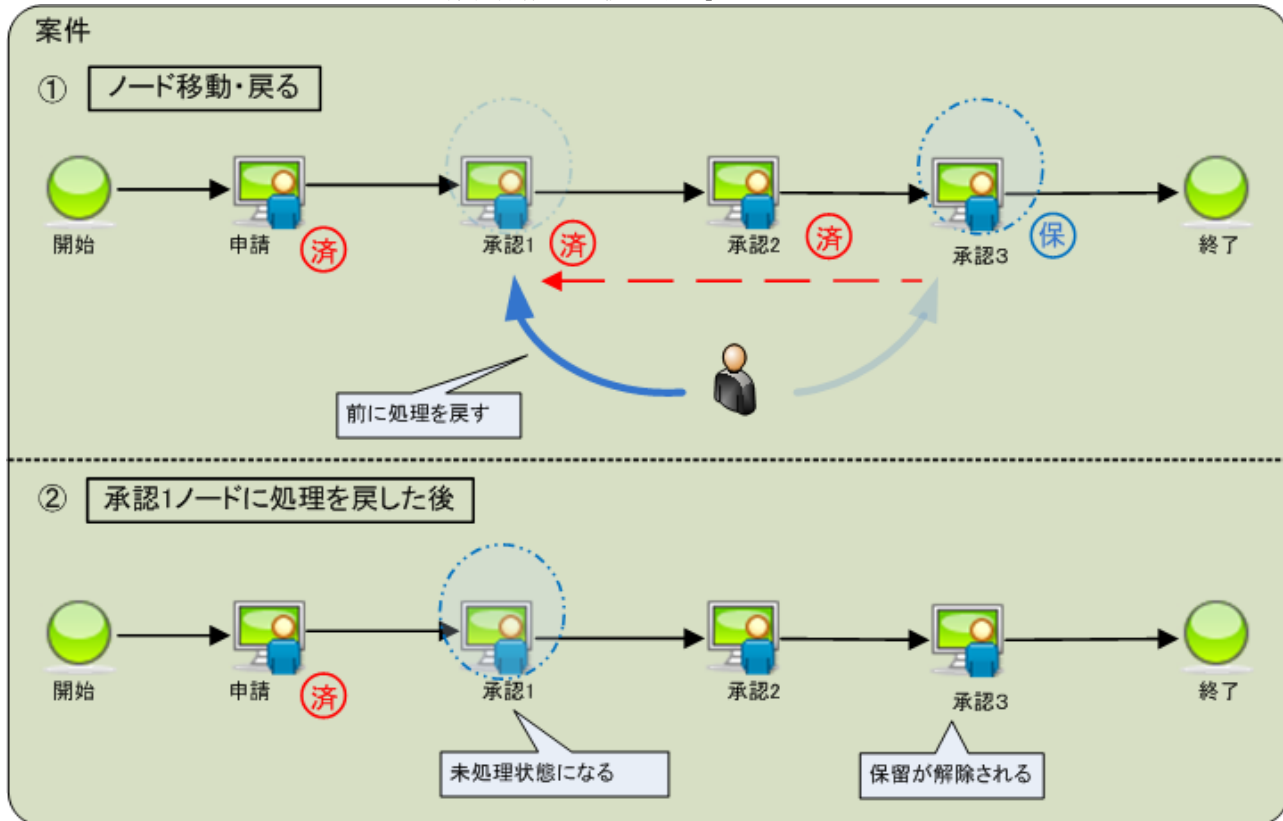 案件
① ノード移動・戻る
開始
申請
済
承認1
済
承認2
済
承認3
保
終了
前に処理を戻す
② 承認1ノードに処理を戻した後
開始
申請
済
承認1
承認2
承認3
終了
未処理状態になる
保留が解除される